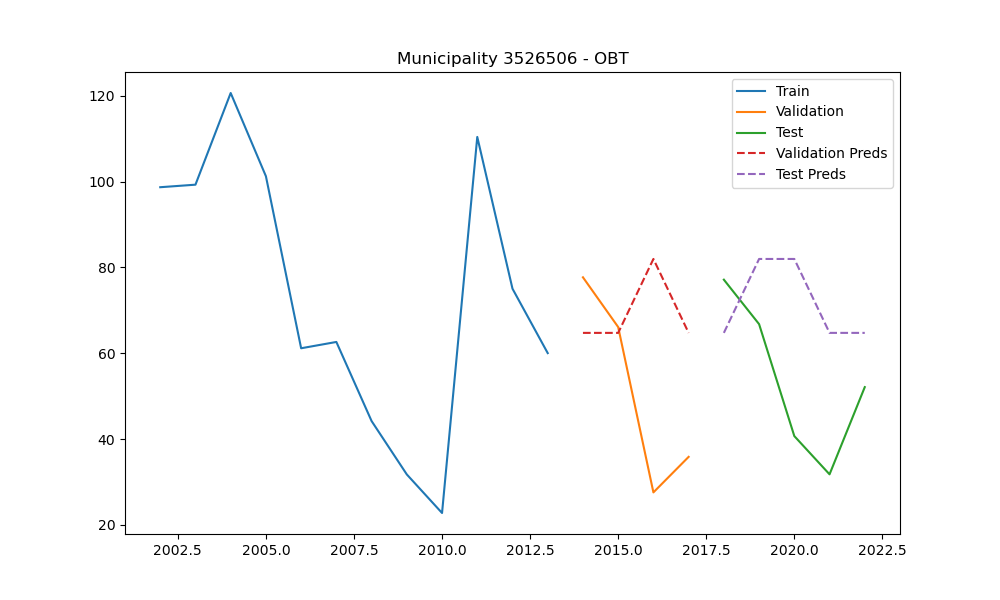 Municipality 3526506 - OBT
Train
Validation
Test
Validation Preds
Test Preds
120
100
80
60
40
20
2002.5 2005.0 2007.5 2010.0 2012.5 2015.0 2017.5 2020.0 2022.5